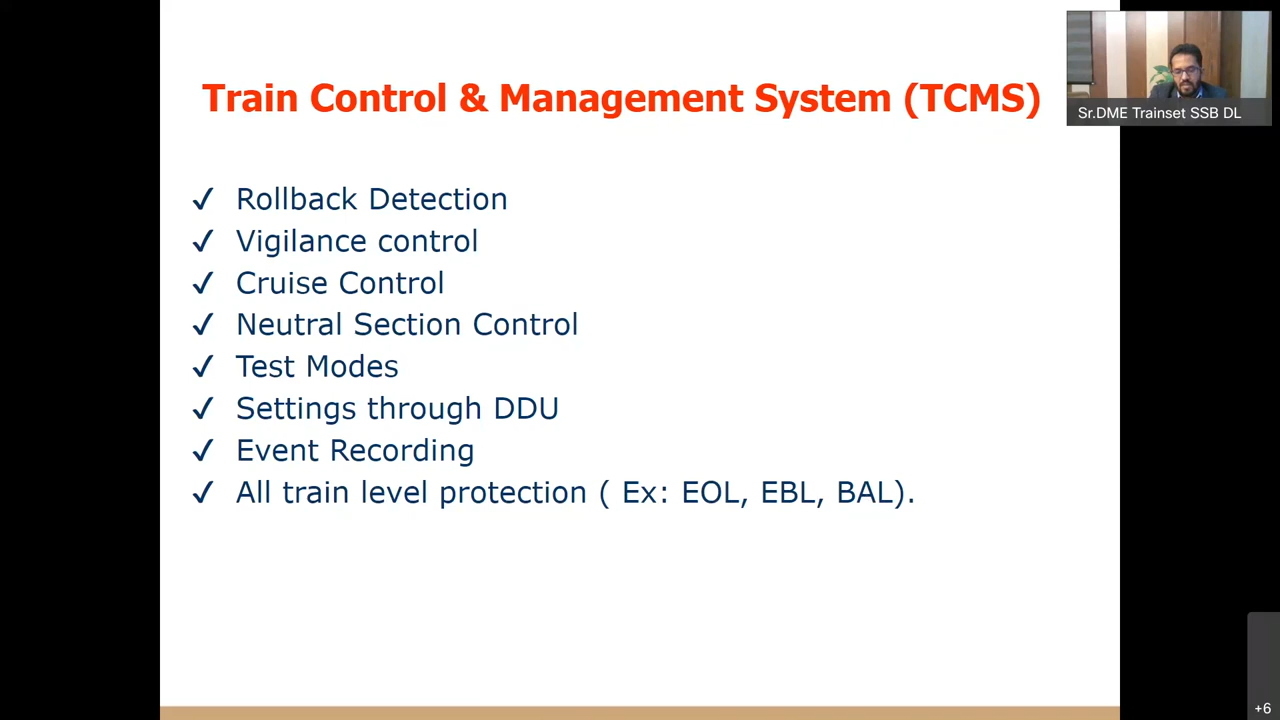 Train Control & Management System (TCMS)
Sr.DME Trainset SSB DL
✓ Rollback Detection
✓ Vigilance control
✓ Cruise Control
✓ Neutral Section Control
✓ Test Modes
✓ Settings through DDU
✓ Event Recording
✓ All train level protection ( Ex: EOL, EBL, BAL).
+6